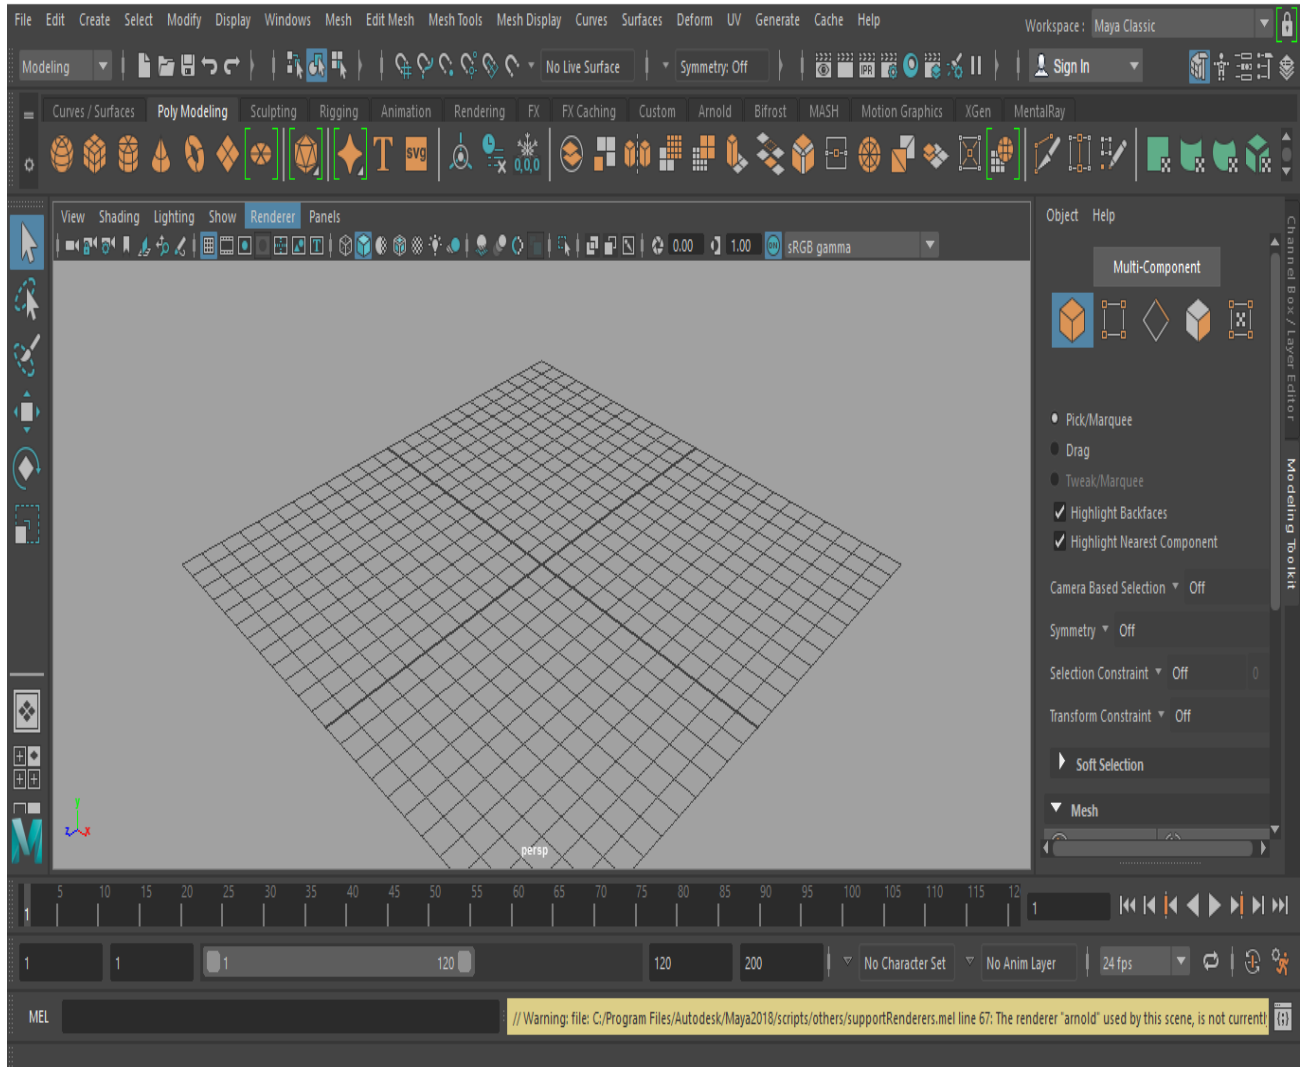 File Edit Create Select Modify Display Windows Mesh Edit Mesh Mesh Tools Mesh Display Curves Surfaces Deform UV Generate Cache Help Workspace : Maya Classic
Modeling No Live Surface Symmetry: Off IPR Sign In
Curves / Surfaces Poly Modeling Sculpting Rigging Animation Rendering FX FX Caching Custom Arnold Bifrost MASH Motion Graphics XGen MentalRay
T SVG 0,0,0
View Shading Lighting Show Renderer Panels
0.00 1.00 ON sRGB gamma
Object Help
Multi-Component
Pick/Marquee
Drag
Tweak/Marquee
Highlight Backfaces
Highlight Nearest Component
Camera Based Selection Off
Symmetry Off
Selection Constraint Off 0
Transform Constraint Off
Soft Selection
Mesh
Channel Box / Layer Editor
Modeling Toolkit
z x
persp
5 10 15 20 25 30 35 40 45 50 55 60 65 70 75 80 85 90 95 100 105 110 115 12
1 1
1 1 1 120 120 200 No Character Set No Anim Layer 24 fps
MEL // Warning: file: C:/Program Files/Autodesk/Maya2018/scripts/others/supportRenderers.mel line 67: The renderer "arnold" used by this scene, is not currentl